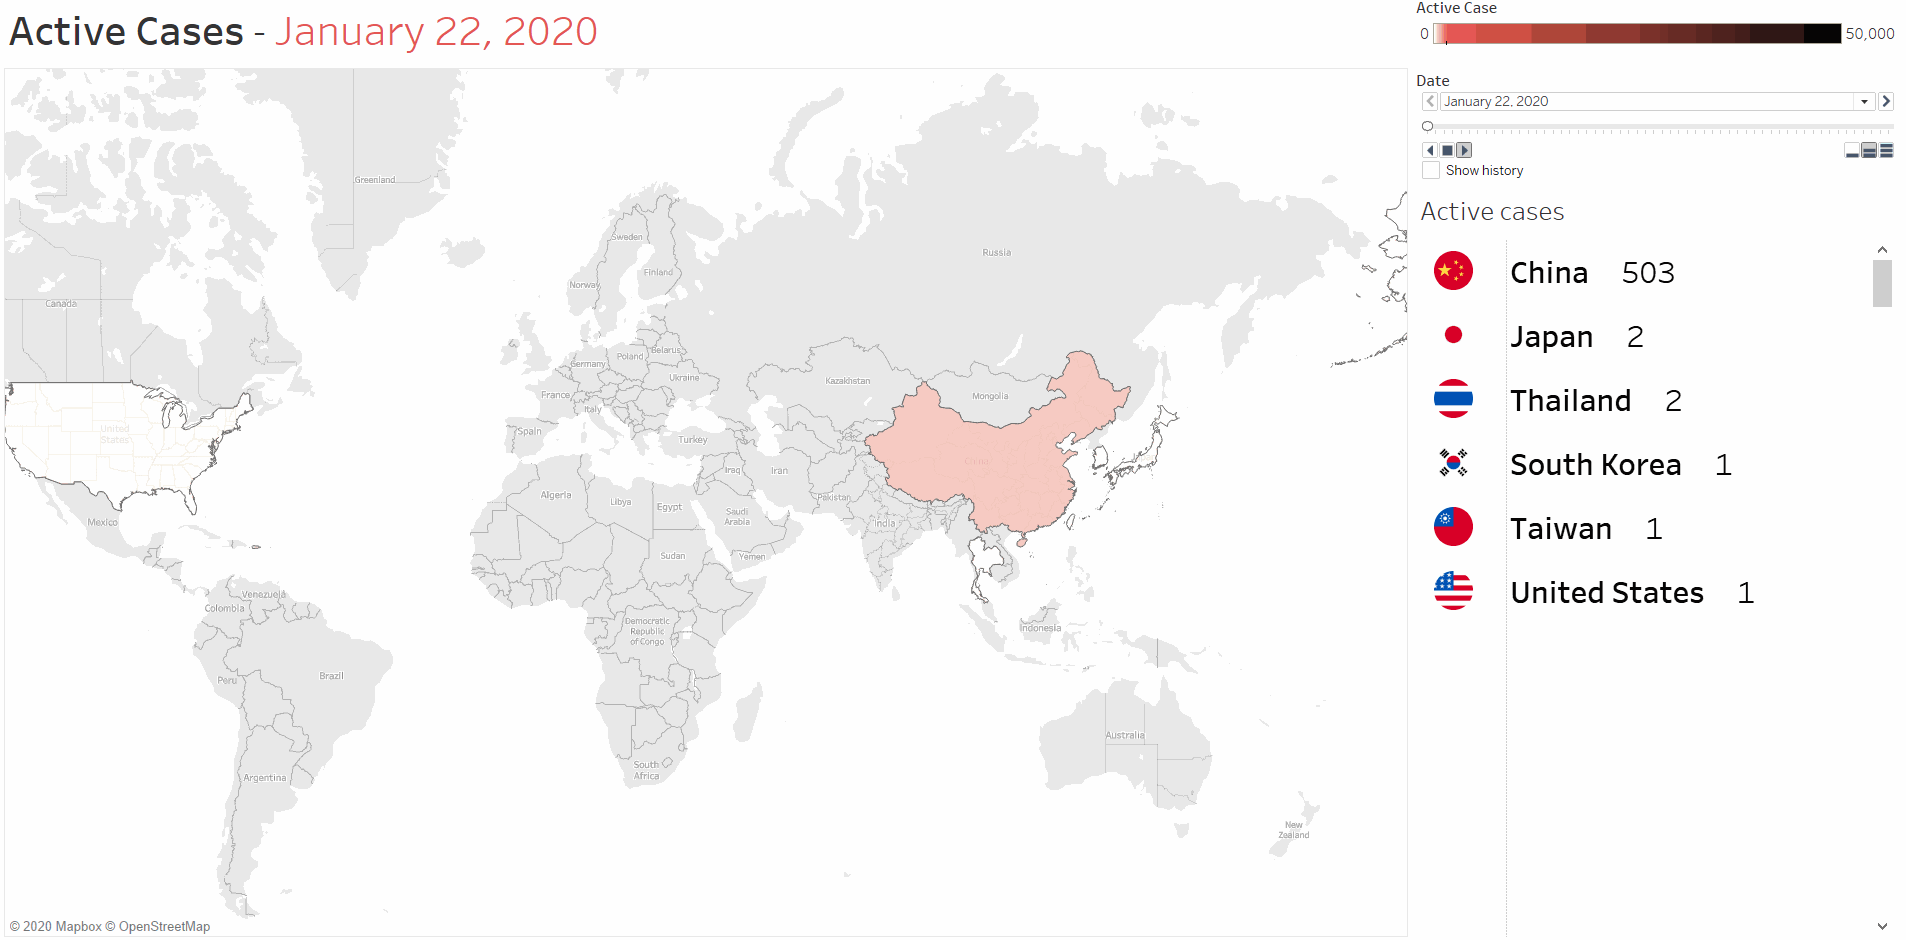 Active Cases - January 22, 2020
Active Case
0
50,000
Date
January 22, 2020
Show history
Active cases
China 503
Japan 2
Thailand 2
South Korea 1
Taiwan 1
United States 1
Greenland
Canada
United
States
Mexico
Venezuela
Colombia
Peru
Brazil
Argentina
Sweden
Finland
Norway
Russia
Germany
Poland
Belarus
Ukraine
France
Italy
Spain
Turkey
Kazakhstan
Mongolia
China
Iraq
Iran
Pakistan
India
Algeria
Libya
Egypt
Saudi
Arabia
Sudan
Yemen
Democratic
Republic
of Congo
South
Africa
Indonesia
Australia
New
Zealand
© 2020 Mapbox © OpenStreetMap